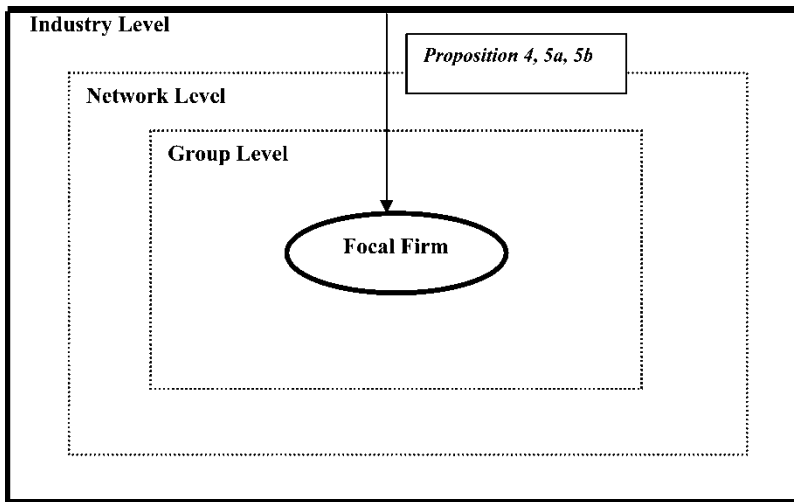 Industry Level
Proposition 4, 5a, 5b
Network Level
Group Level
Focal Firm